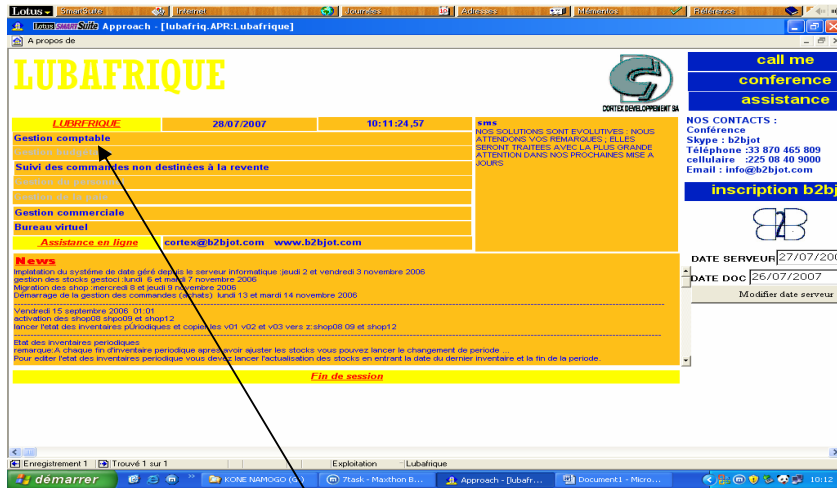 Lotus SmartSuite Internet Journées Adresses Mémentos Référence
Lotus SmartSuite Approach - [lubafriq.APR:Lubafrique]
A propos de
LUBAFRIQUE
CORTEX DEVELOPPEMENT SA
call me
conference
assistance
LUBRFRIQUE 28/07/2007 10:11:24,57
Gestion comptable
Suivi des commandes non destinées à la revente
Gestion commerciale
Bureau virtuel
Assistance en ligne cortex@b2bjot.com www.b2bjot.com
sms
NOS SOLUTIONS SONT EVOLUTIVES : NOUS
ATTENDONS VOS REMARQUES ; ELLES
SERONT TRAITEES AVEC LA PLUS GRANDE
ATTENTION DANS NOS PROCHAINES MISE A
JOURS
NOS CONTACTS :
Conférence
Skype : b2bjot
Téléphone :33 870 465 809
cellulaire :225 08 40 9000
Email : info@b2bjot.com
inscription b2bj
B2B
DATE SERVEUR 27/07/200
DATE DOC 26/07/2007
Modifier date serveur
News
Implatation du systéme de date géré depuis le serveur informatique :jeudi 2 et vendredi 3 novembre 2006
gestion des stocks gestoci :lundi 6 et mardi 7 novembre 2006
Migration des shop :mercredi 8 et jeudi 9 novembre 2006
Démarrage de la gestion des commandes (achats) lundi 13 et mardi 14 novembre 2006
Vendredi 15 septembre 2006 01:01
activation des shop08 shpo09 et shop12
lancer l'etat des inventaires pÚriodiques et copier les v01 v02 et v03 vers z:shop08 09 et shop12
Etat des inventaires periodiques
remarque:A chaque fin d'inventaire periodique apres avoir ajuster les stocks vous pouvez lancer le changement de periode ...
Pour editer l'etat des inventaires periodique vous devez lancer l'actualisation des stocks en entrant la date du dernier inventaire et la fin de la periode.
Fin de session
Enregistrement 1 Trouvé 1 sur 1 Exploitation Lubafrique
démarrer KONE NAMOGO (G:) 7task - Maxthon B... Approach - [lubafr... Document1 - Micro... 10:12